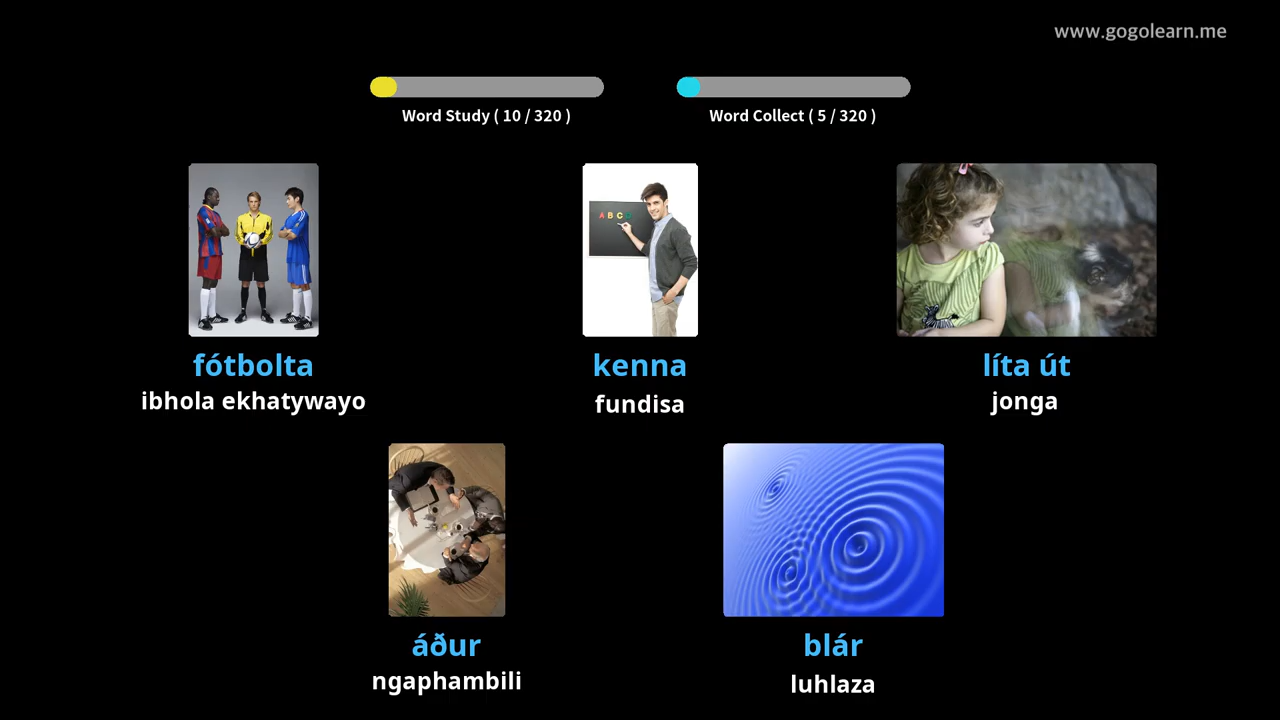 www.gogolearn.me
Word Study ( 10 / 320 )
Word Collect ( 5 / 320 )
fótbolta
ibhola ekhatywayo
A B C D
kenna
fundisa
líta út
jonga
áður
ngaphambili
blár
luhlaza